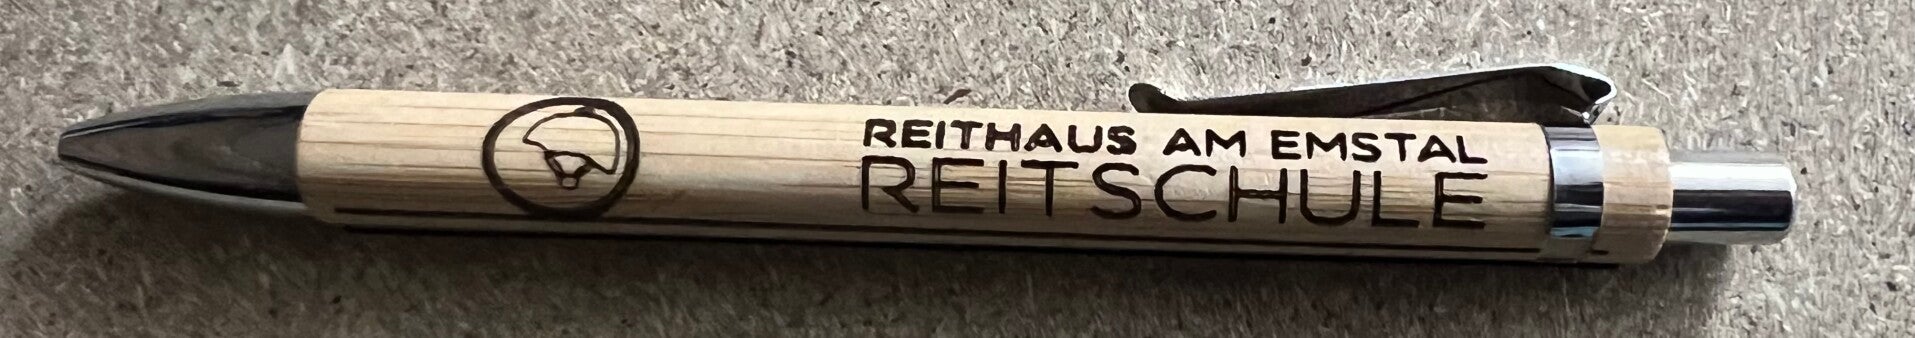 REITHAUS AM EMSTAL
REITSCHULE